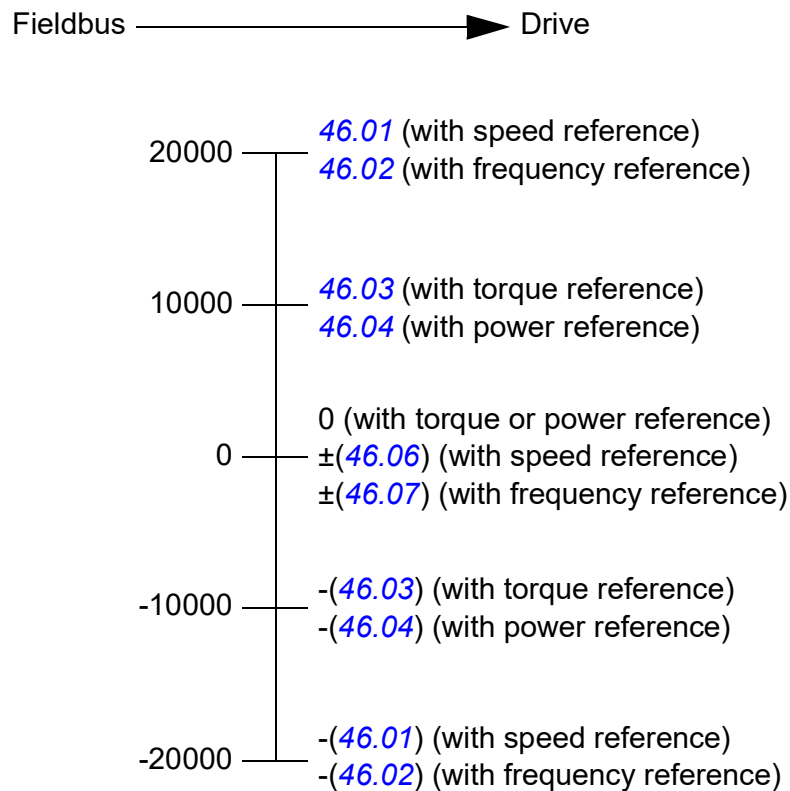 Fieldbus Drive
46.01 (with speed reference)
20000
46.02 (with frequency reference)
46.03 (with torque reference)
10000
46.04 (with power reference)
0 (with torque or power reference)
0 ±(46.06) (with speed reference)
±(46.07) (with frequency reference)
-(46.03) (with torque reference)
-10000
-(46.04) (with power reference)
-(46.01) (with speed reference)
-20000
-(46.02) (with frequency reference)